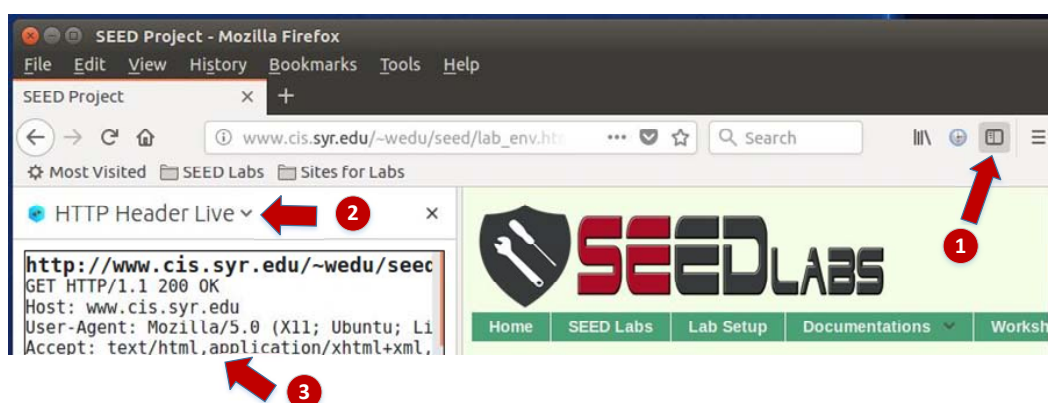 SEED Project - Mozilla Firefox
File Edit View History Bookmarks Tools Help
SEED Project × +
www.cis.syr.edu/~wedu/seed/lab_env.ht ••• Search
Most Visited SEED Labs Sites for Labs
HTTP Header Live 2 ×
1
http://www.cis.syr.edu/~wedu/seed
GET HTTP/1.1 200 OK
Host: www.cis.syr.edu
User-Agent: Mozilla/5.0 (X11; Ubuntu; Li
Accept: text/html,application/xhtml+xml,
3
SEEDLABS
Home SEED Labs Lab Setup Documentations Worksh